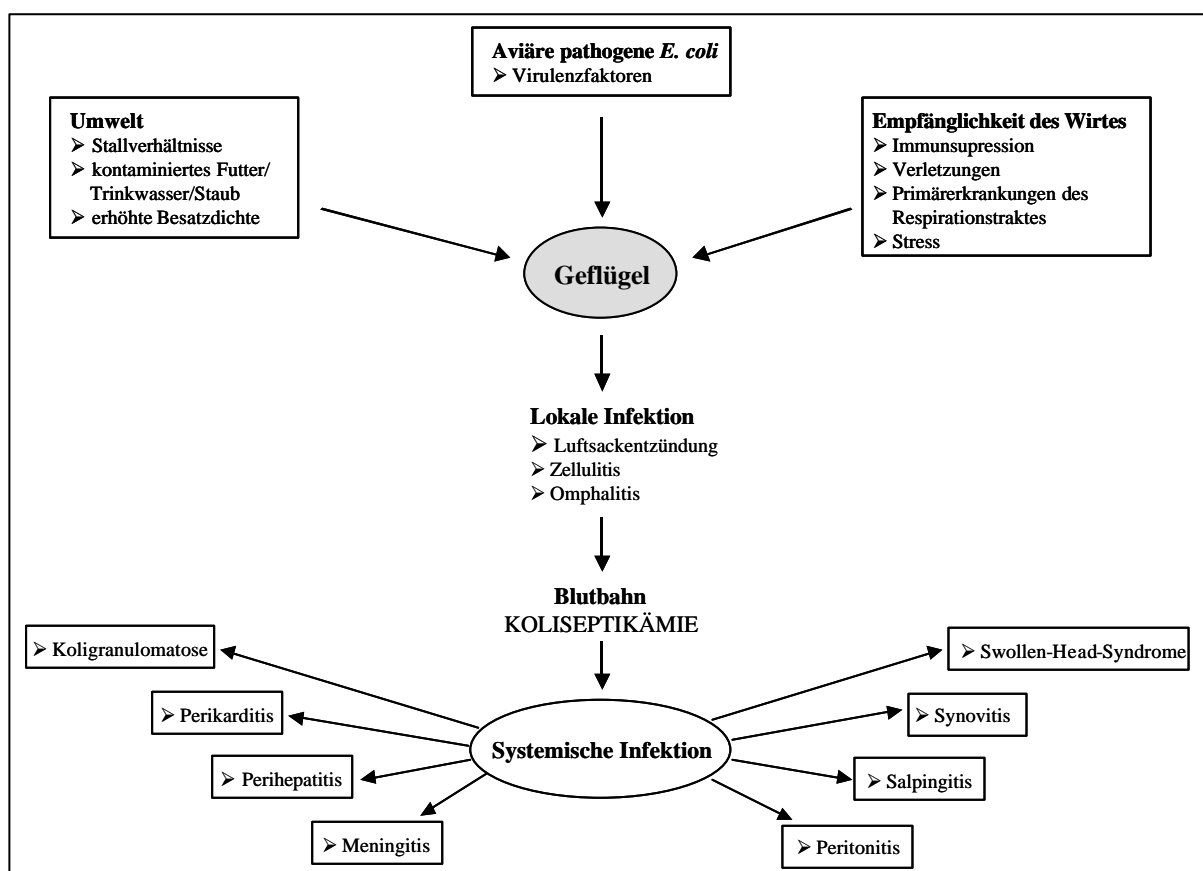 Aviäre pathogene E. coli
➢ Virulenzfaktoren
Umwelt
➢ Stallverhältnisse
➢ kontaminiertes Futter/
Trinkwasser/Staub
➢ erhöhte Besatzdichte
Empfänglichkeit des Wirtes
➢ Immunsupression
➢ Verletzungen
➢ Primärerkrankungen des
Respirationstraktes
➢ Stress
Geflügel
Lokale Infektion
➢ Luftsackentzündung
➢ Zellulitis
➢ Omphalitis
Blutbahn
KOLISEPTIKÄMIE
➢ Koligranulomatose
➢ Swollen-Head-Syndrome
➢ Perikarditis
➢ Synovitis
Systemische Infektion
➢ Perihepatitis
➢ Salpingitis
➢ Meningitis
➢ Peritonitis